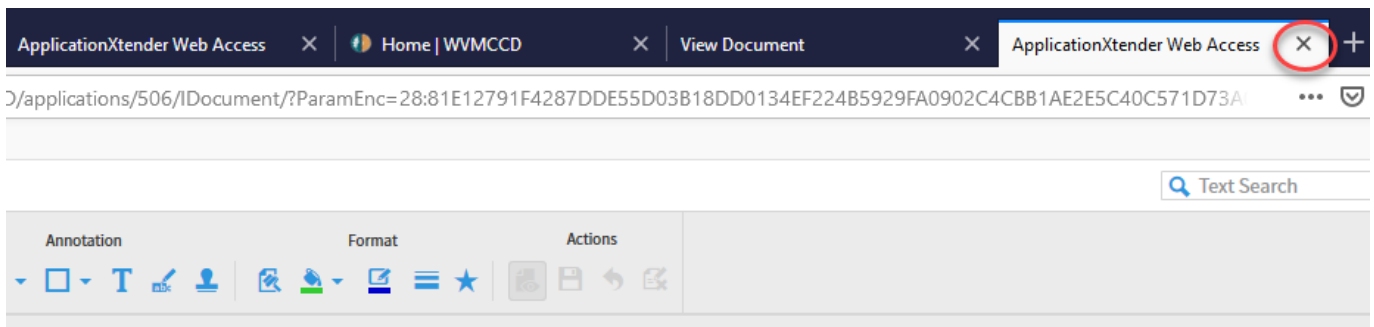 ApplicationXtender Web Access Home | WVMCCD View Document ApplicationXtender Web Access
D/applications/506/IDocument/?ParamEnc=28:81E12791F4287DDE55D03B18DD0134EF224B5929FA0902C4CBB1AE2E5C40C571D73A
Text Search
Annotation Format Actions
T abc